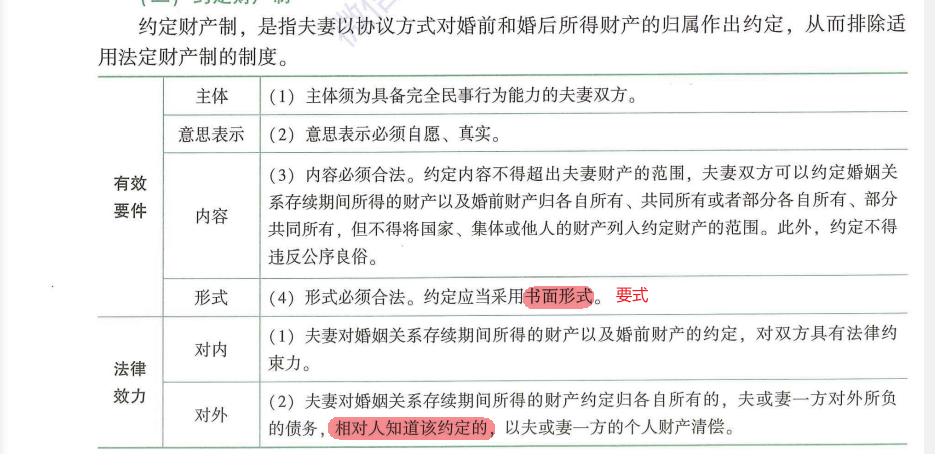 （二）约定财产制
约定财产制，是指夫妻以协议方式对婚前和婚后所得财产的归属作出约定，从而排除适
用法定财产制的制度。
有效
要件
主体
（1）主体须为具备完全民事行为能力的夫妻双方。
意思表示
（2）意思表示必须自愿、真实。
内容
（3）内容必须合法。约定内容不得超出夫妻财产的范围，夫妻双方可以约定婚姻关
系存续期间所得的财产以及婚前财产归各自所有、共同所有或者部分各自所有、部分
共同所有，但不得将国家、集体或他人的财产列入约定财产的范围。此外，约定不得
违反公序良俗。
形式
（4）形式必须合法。约定应当采用书面形式。 要式
法律
效力
对内
（1）夫妻对婚姻关系存续期间所得的财产以及婚前财产的约定，对双方具有法律约
束力。
对外
（2）夫妻对婚姻关系存续期间所得的财产约定归各自所有的，夫或妻一方对外所负
的债务，相对人知道该约定的，以夫或妻一方的个人财产清偿。
微信